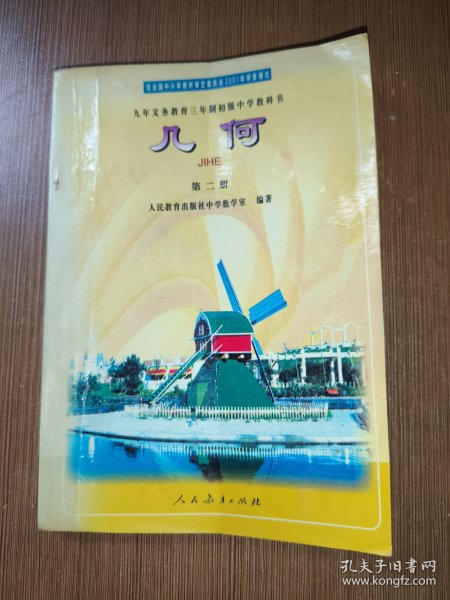 经全国中小学教材审定委员会2001年审查通过
九年义务教育三年制初级中学教科书
几何
JIHE
第二册
人民教育出版社中学数学室 编著
人民教育出版社
孔夫子旧书网
www.kongfz.com